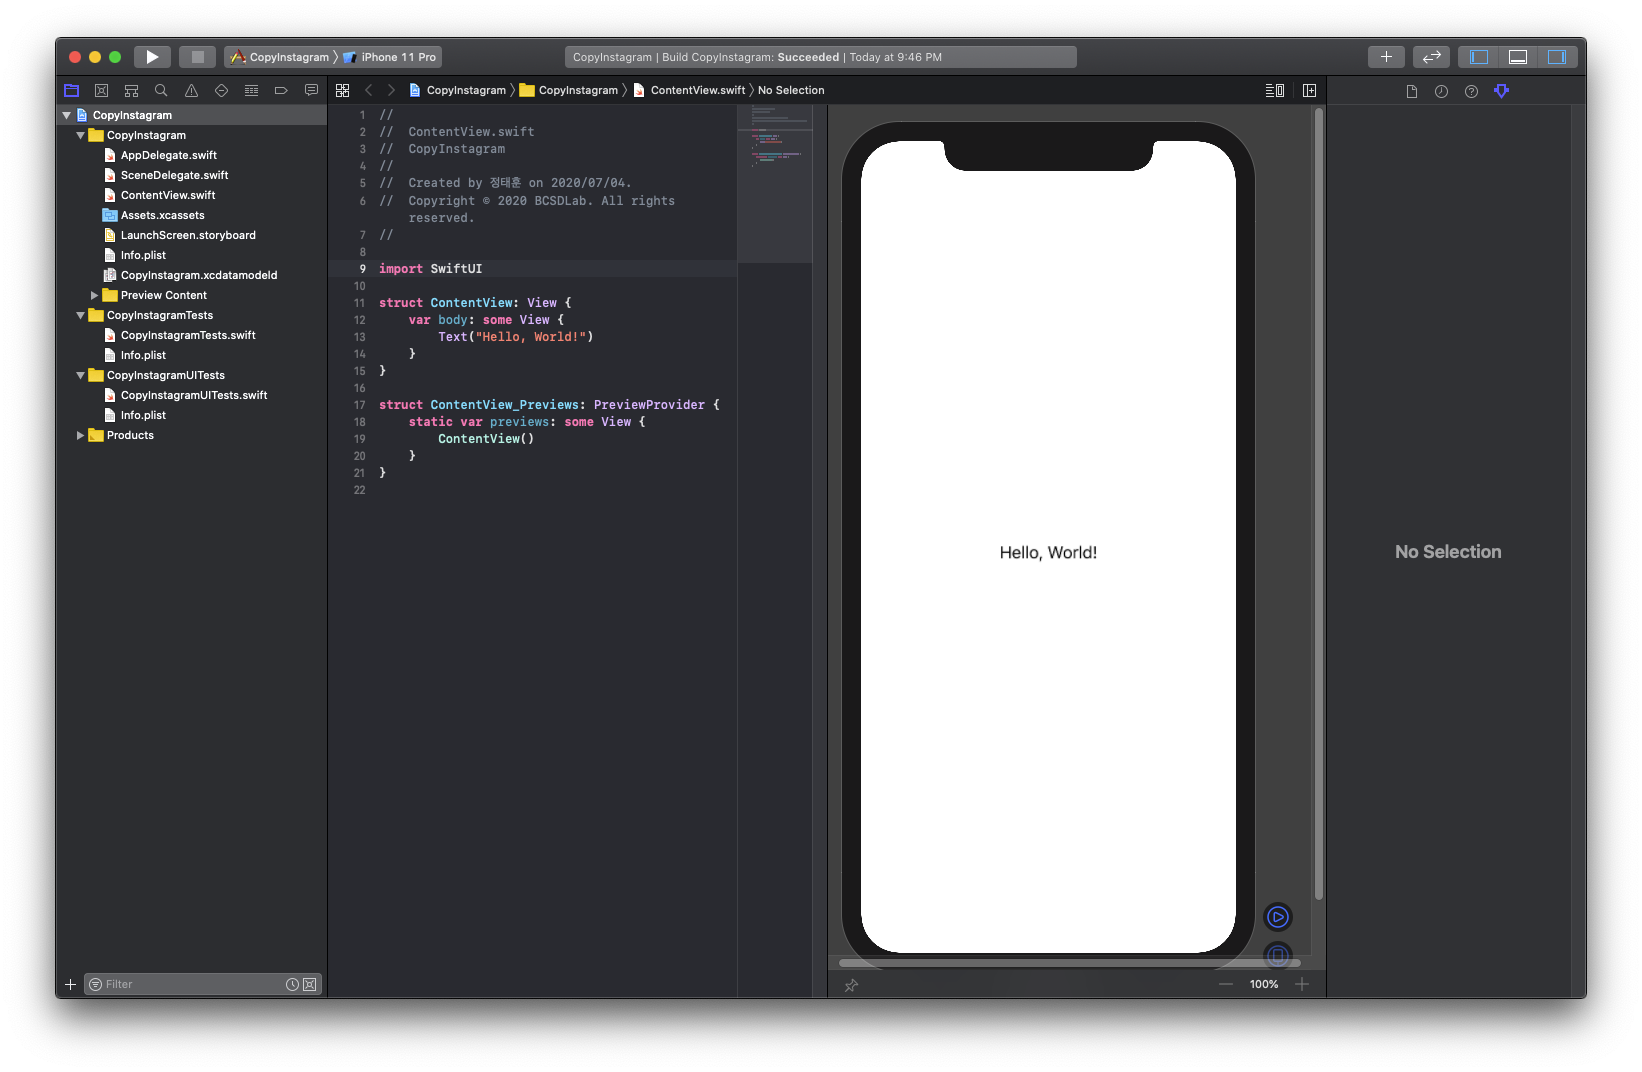 CopyInstagram 〉 iPhone 11 Pro
CopyInstagram | Build CopyInstagram: Succeeded | Today at 9:46 PM
CopyInstagram 〉 CopyInstagram 〉 ContentView.swift 〉 No Selection
CopyInstagram
CopyInstagram
AppDelegate.swift
SceneDelegate.swift
ContentView.swift
Assets.xcassets
LaunchScreen.storyboard
Info.plist
CopyInstagram.xcdatamodeld
Preview Content
CopyInstagramTests
CopyInstagramTests.swift
Info.plist
CopyInstagramUITests
CopyInstagramUITests.swift
Info.plist
Products
Filter
1 //
2 //  ContentView.swift
3 //  CopyInstagram
4 //
5 //  Created by 정태훈 on 2020/07/04.
6 //  Copyright © 2020 BCSDLab. All rights
reserved.
7 //
8
9 import SwiftUI
10
11 struct ContentView: View {
12     var body: some View {
13         Text("Hello, World!")
14     }
15 }
16
17 struct ContentView_Previews: PreviewProvider {
18     static var previews: some View {
19         ContentView()
20     }
21 }
22
Hello, World!
100%
No Selection